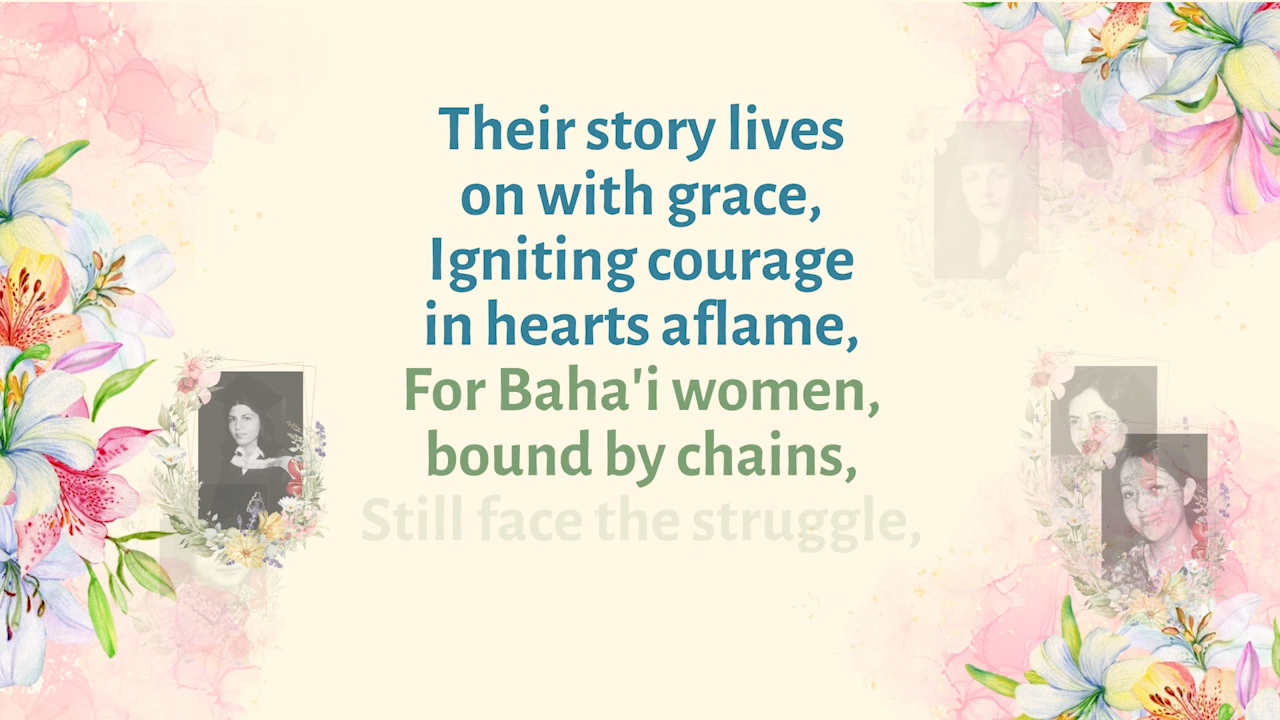 Their story lives
on with grace,
Igniting courage
in hearts aflame,
For Baha'i women,
bound by chains,
Still face the struggle,